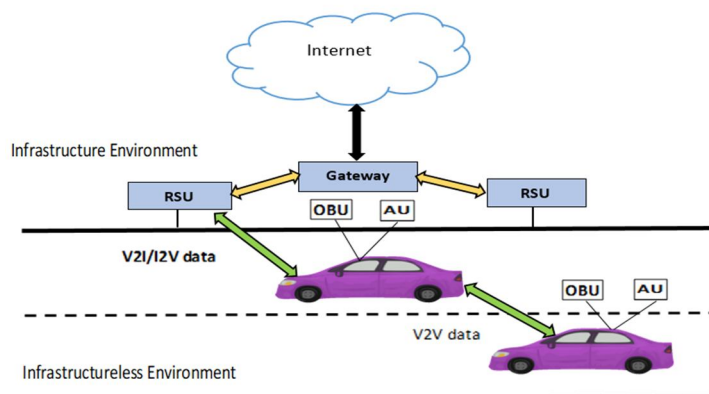 Internet
Infrastructure Environment
Gateway
RSU
RSU
OBU
AU
V2I/I2V data
OBU
AU
V2V data
Infrastructureless Environment